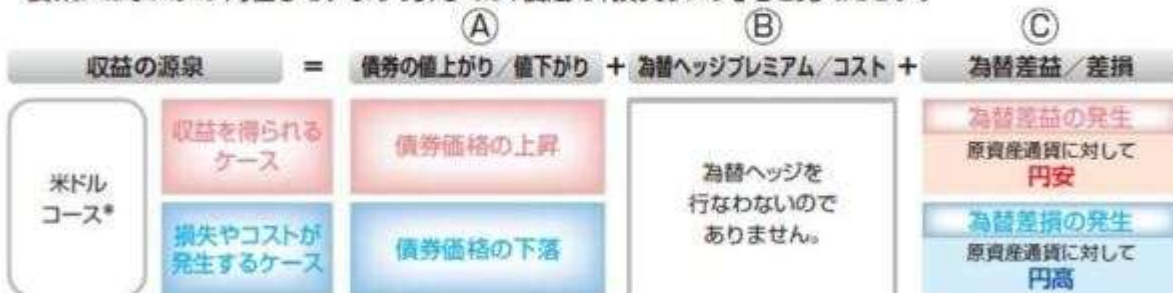 Ⓐ Ⓑ Ⓒ
収益の源泉 = 債券の値上がり/値下がり + 為替ヘッジプレミアム/コスト + 為替差益/差損
米ドル
コース*
収益を得られる
ケース
債券価格の上昇
損失やコストが
発生するケース
債券価格の下落
為替ヘッジを
行なわないので
ありません。
為替差益の発生
原資産通貨に対して
円安
為替差損の発生
原資産通貨に対して
円高